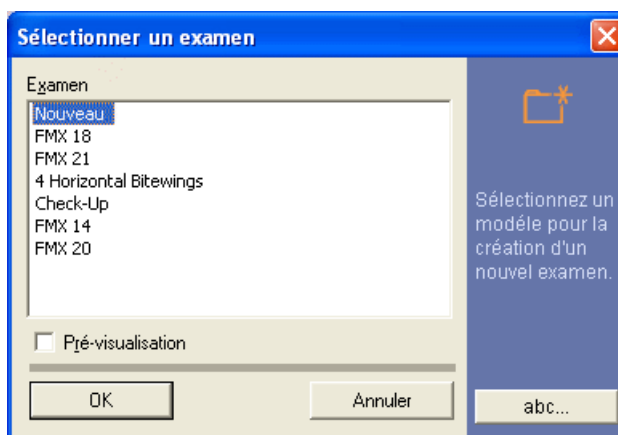 Sélectionner un examen
Examen
Nouveau
FMX 18
FMX 21
4 Horizontal Bitewings
Check-Up
FMX 14
FMX 20
Pré-visualisation
OK
Annuler
Sélectionnez un
modéle pour la
création d'un
nouvel examen.
abc...